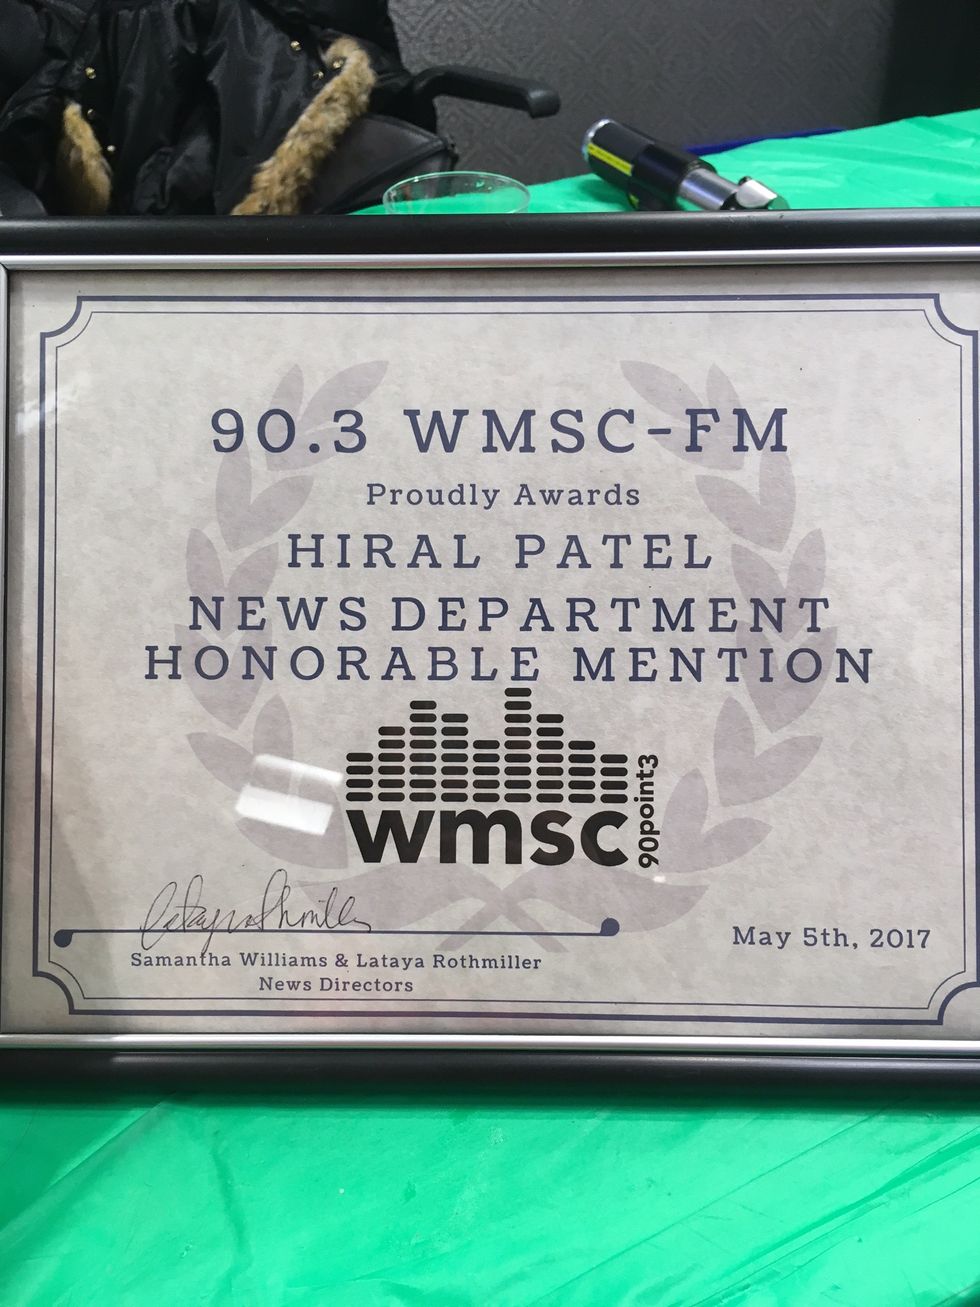 90.3 WMSC-FM
Proudly Awards
HIRAL PATEL
NEWS DEPARTMENT
HONORABLE MENTION
wmsc
90point3
Samantha Williams & Lataya Rothmiller
News Directors
May 5th, 2017